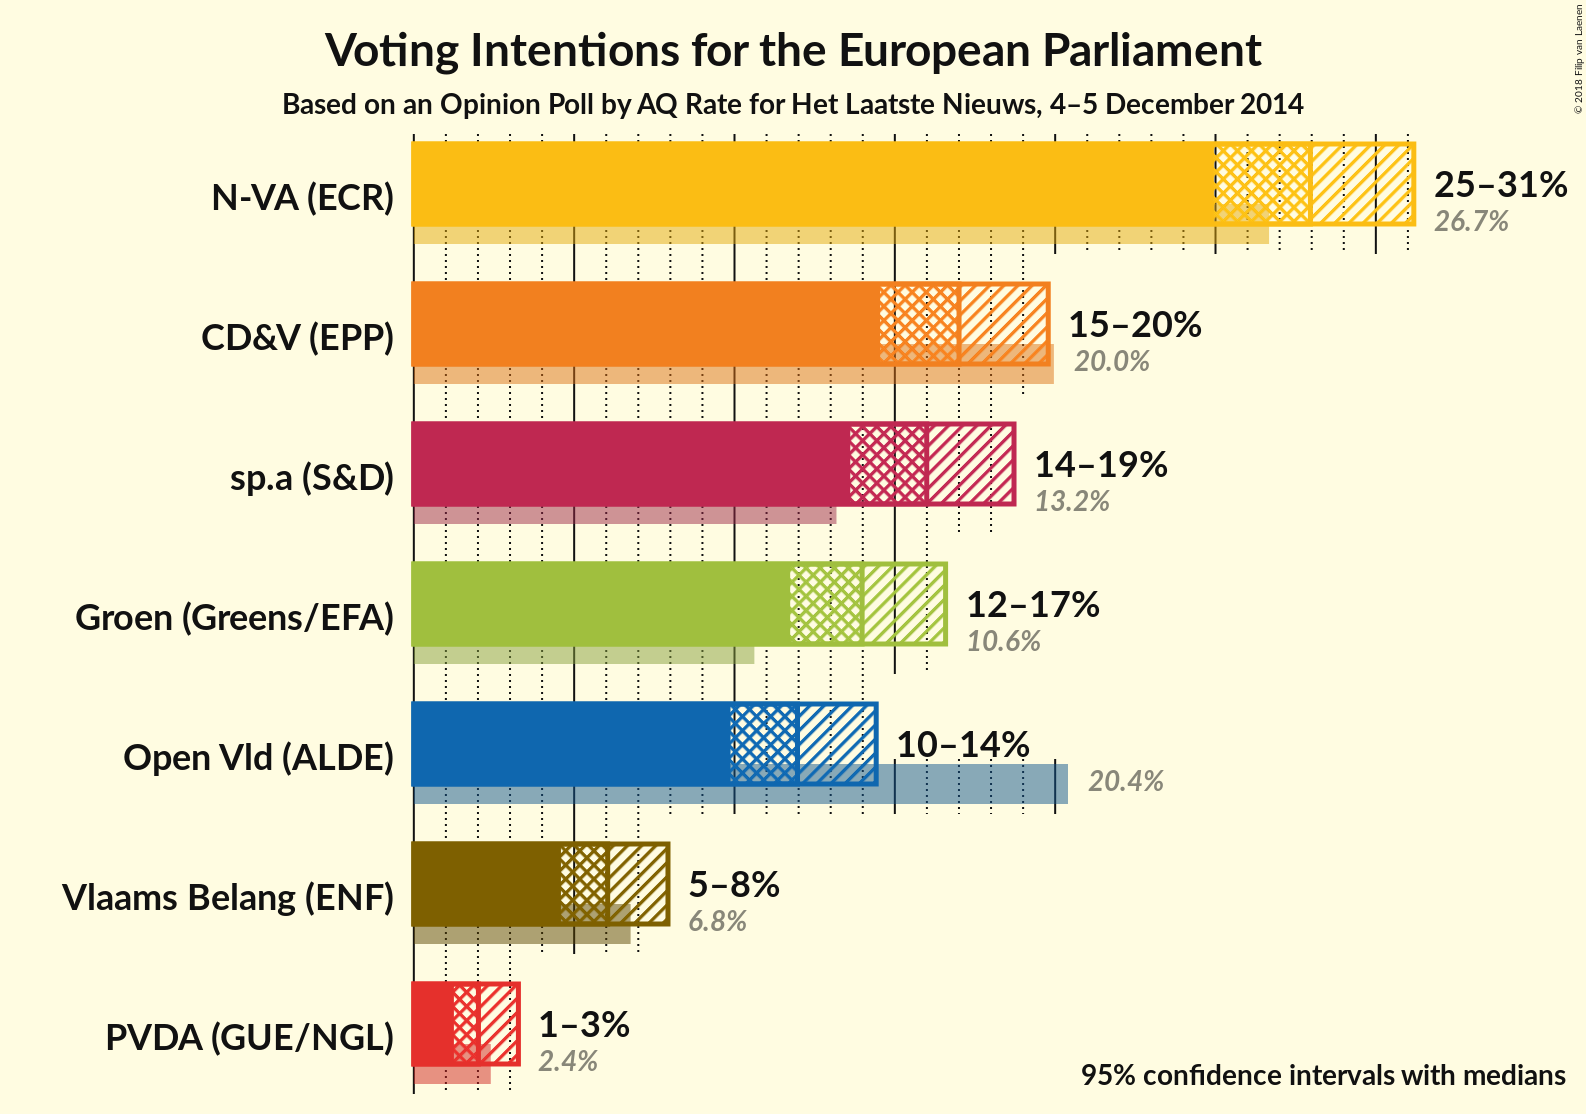 Voting Intentions for the European Parliament
Based on an Opinion Poll by AQ Rate for Het Laatste Nieuws, 4–5 December 2014
© 2018 Filip van Laenen
N-VA (ECR)
25–31%
26.7%
CD&V (EPP)
15–20%
20.0%
sp.a (S&D)
14–19%
13.2%
Groen (Greens/EFA)
12–17%
10.6%
Open Vld (ALDE)
10–14%
20.4%
Vlaams Belang (ENF)
5–8%
6.8%
PVDA (GUE/NGL)
1–3%
2.4%
95% confidence intervals with medians